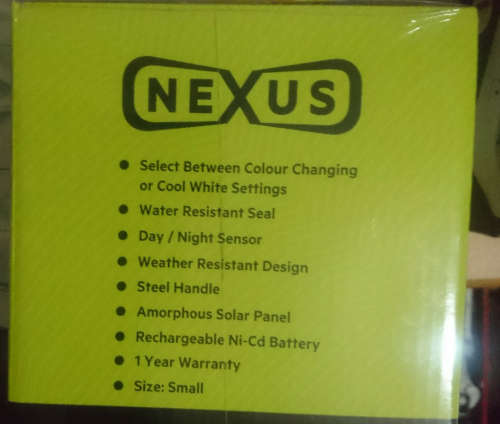 NEXUS
● Select Between Colour Changing
or Cool White Settings
● Water Resistant Seal
● Day / Night Sensor
● Weather Resistant Design
● Steel Handle
● Amorphous Solar Panel
● Rechargeable Ni-Cd Battery
● 1 Year Warranty
● Size: Small